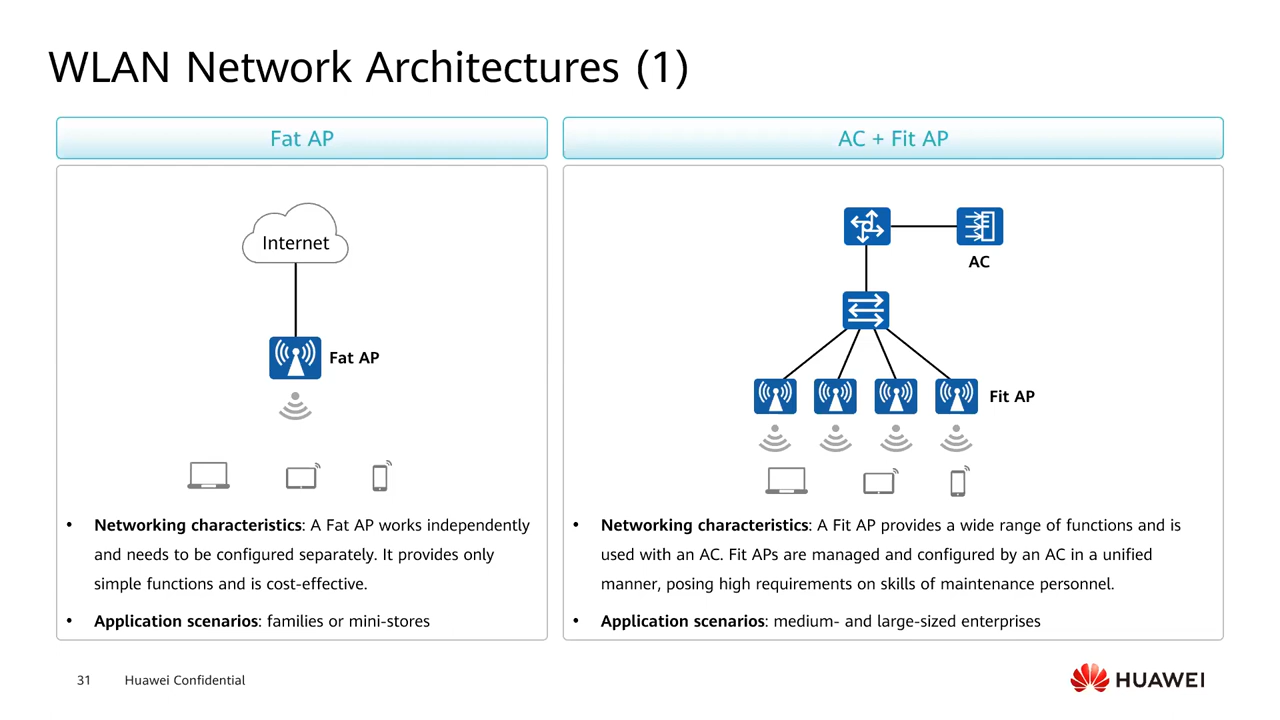 WLAN Network Architectures (1)
Fat AP
Internet
Fat AP
• Networking characteristics: A Fat AP works independently
and needs to be configured separately. It provides only
simple functions and is cost-effective.
• Application scenarios: families or mini-stores
AC + Fit AP
AC
Fit AP
• Networking characteristics: A Fit AP provides a wide range of functions and is
used with an AC. Fit APs are managed and configured by an AC in a unified
manner, posing high requirements on skills of maintenance personnel.
• Application scenarios: medium- and large-sized enterprises
31 Huawei Confidential
HUAWEI